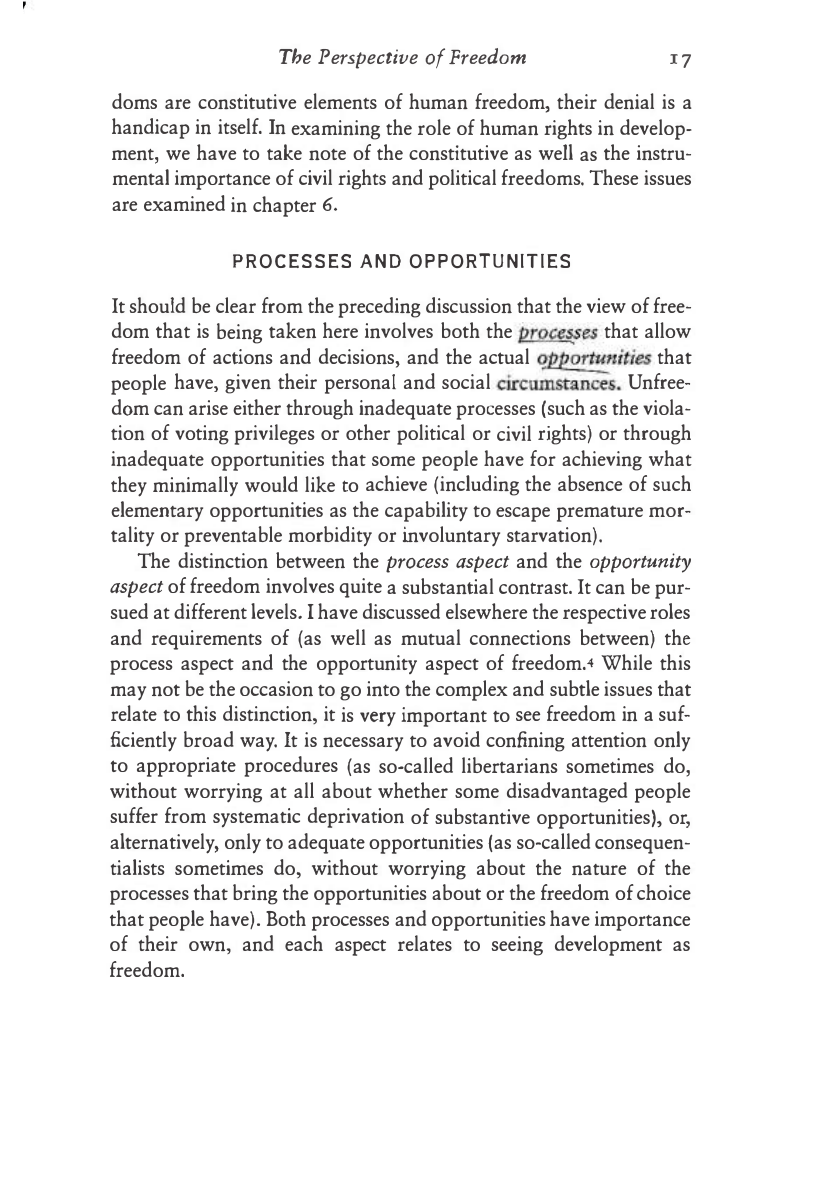 The Perspective of Freedom 17
doms are constitutive elements of human freedom, their denial is a
handicap in itself. In examining the role of human rights in develop-
ment, we have to take note of the constitutive as well as the instru-
mental importance of civil rights and political freedoms. These issues
are examined in chapter 6.
PROCESSES AND OPPORTUNITIES
It should be clear from the preceding discussion that the view of free-
dom that is being taken here involves both the processes that allow
freedom of actions and decisions, and the actual opportunities that
people have, given their personal and social circumstances. Unfree-
dom can arise either through inadequate processes (such as the viola-
tion of voting privileges or other political or civil rights) or through
inadequate opportunities that some people have for achieving what
they minimally would like to achieve (including the absence of such
elementary opportunities as the capability to escape premature mor-
tality or preventable morbidity or involuntary starvation).
The distinction between the process aspect and the opportunity
aspect of freedom involves quite a substantial contrast. It can be pur-
sued at different levels. I have discussed elsewhere the respective roles
and requirements of (as well as mutual connections between) the
process aspect and the opportunity aspect of freedom.4 While this
may not be the occasion to go into the complex and subtle issues that
relate to this distinction, it is very important to see freedom in a suf-
ficiently broad way. It is necessary to avoid confining attention only
to appropriate procedures (as so-called libertarians sometimes do,
without worrying at all about whether some disadvantaged people
suffer from systematic deprivation of substantive opportunities), or,
alternatively, only to adequate opportunities (as so-called consequen-
tialists sometimes do, without worrying about the nature of the
processes that bring the opportunities about or the freedom of choice
that people have). Both processes and opportunities have importance
of their own, and each aspect relates to seeing development as
freedom.